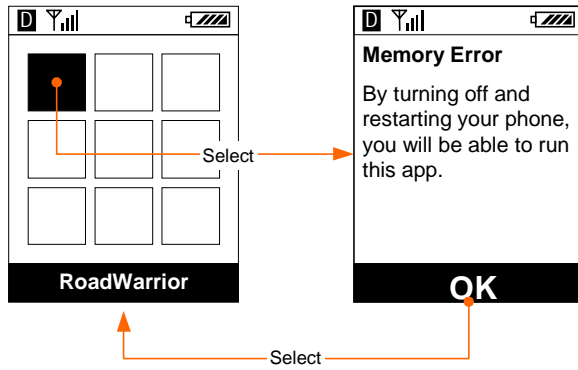 D
D
Memory Error
By turning off and
restarting your phone,
you will be able to run
this app.
Select
RoadWarrior
OK
Select